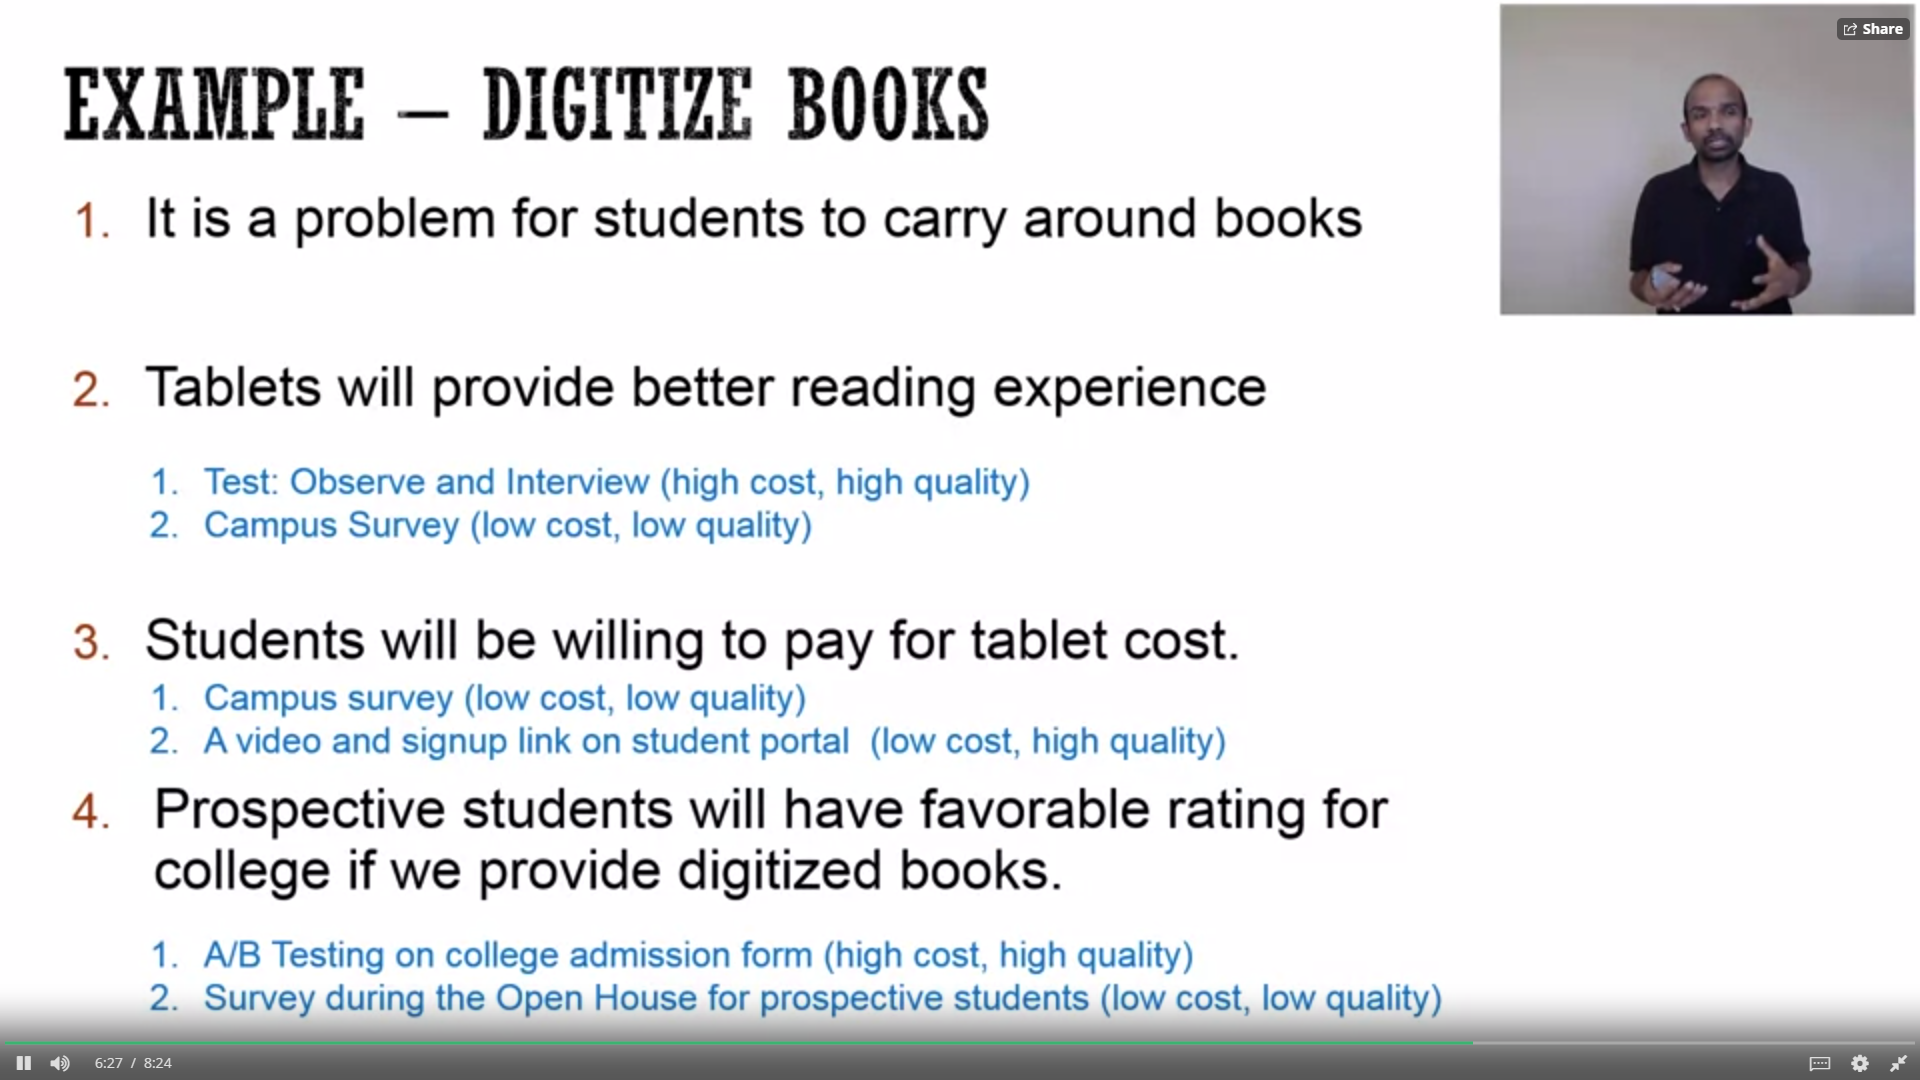 Share
EXAMPLE – DIGITIZE BOOKS
1. It is a problem for students to carry around books
2. Tablets will provide better reading experience
1. Test: Observe and Interview (high cost, high quality)
2. Campus Survey (low cost, low quality)
3. Students will be willing to pay for tablet cost.
1. Campus survey (low cost, low quality)
2. A video and signup link on student portal (low cost, high quality)
4. Prospective students will have favorable rating for
college if we provide digitized books.
1. A/B Testing on college admission form (high cost, high quality)
2. Survey during the Open House for prospective students (low cost, low quality)
6:27 / 8:24